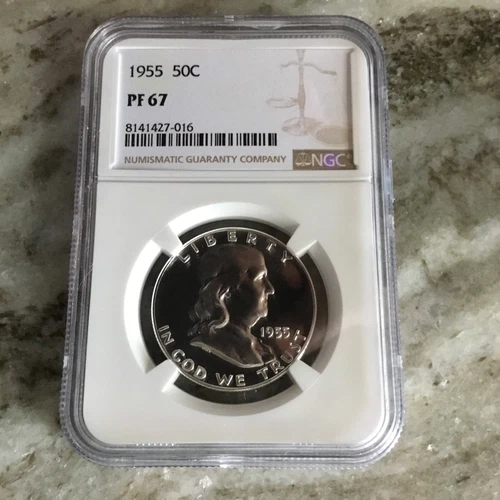 1955 50C
PF 67
8141427-016
NUMISMATIC GUARANTY COMPANY NGC
LIBERTY
1955
IN GOD WE TRUST